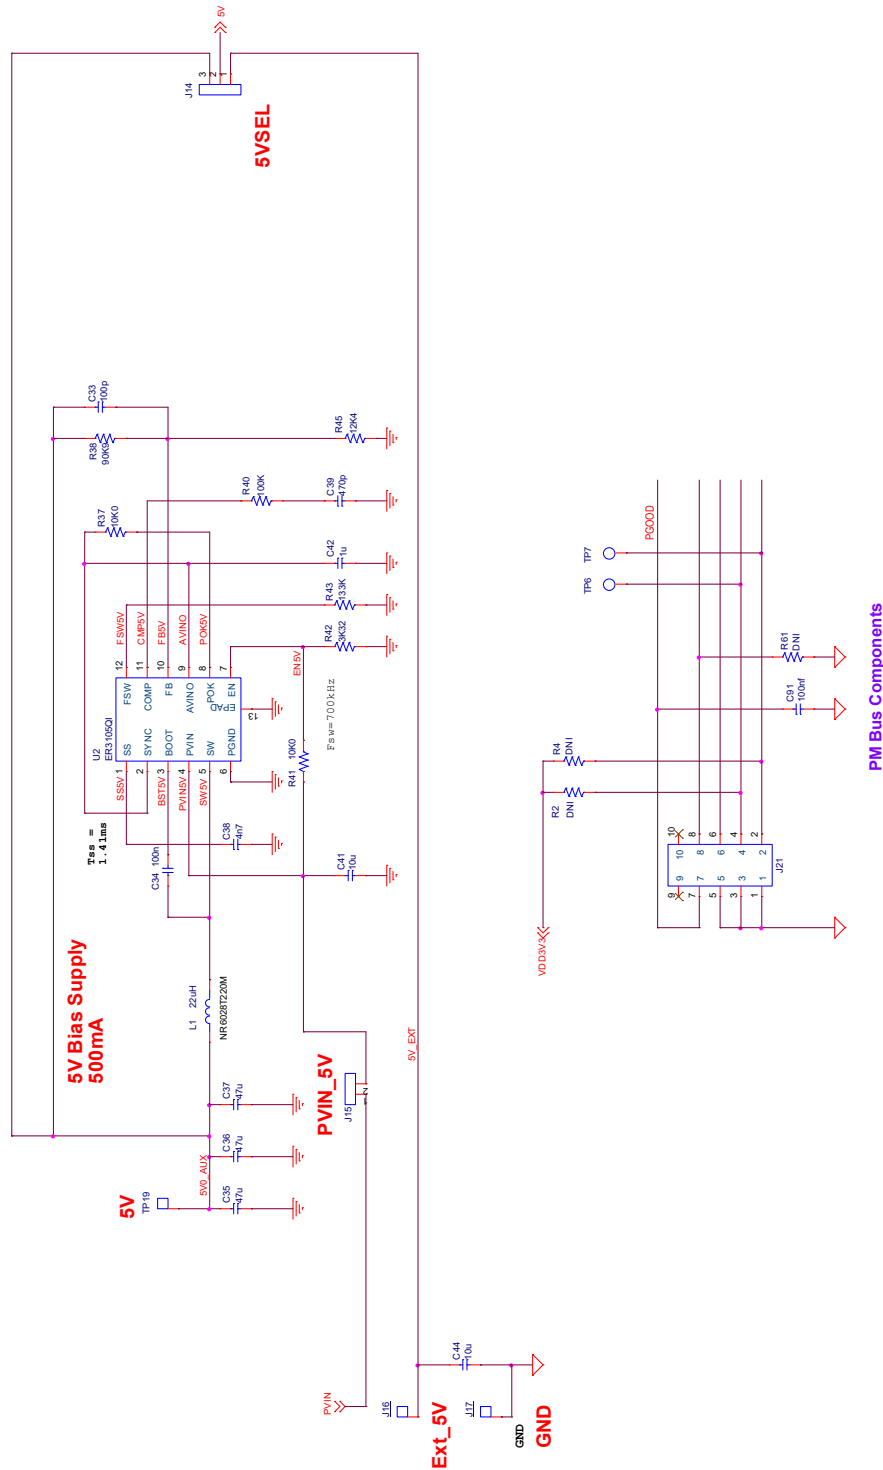 5V Bias Supply
500mA
5V
TP19
5V0_AUX
C35
47u
C36
47u
C37
47u
L1 22uH
NR6028T220M
C34 100n
Tss =
1.41ms
C38
4n7
C41
10u
U2
ER3105QI
SS5V 1 SS
2 SYNC
BST5V 3 BOOT
PVIN5V 4 PVIN
SW5V 5 SW
6 PGND
FSW 12 FSW5V
COMP 11 CMP5V
FB 10 FB5V
AVINO 9 AVINO
POK 8 POK5V
EN 7
EPAD
13
EN5V
R41 10K0
Fsw=700kHz
R42
3K32
R43
133K
C42
1u
R37
10K0
R40
100K
C39
470p
R38
90K9
C33
100p
R45
12K4
J14
3
2
1
5V
5VSEL
PVIN_5V
J15
1
2
PVIN
5V_EXT
J16
Ext_5V
C44
10u
J17
GND
GND
VDD3V3
R2
DNI
R4
DNI
TP6
TP7
PGOOD
C91
100nf
R61
DNI
J21
9 9 10 10
7 7 8 8
5 5 6 6
3 3 4 4
1 1 2 2
PM Bus Components